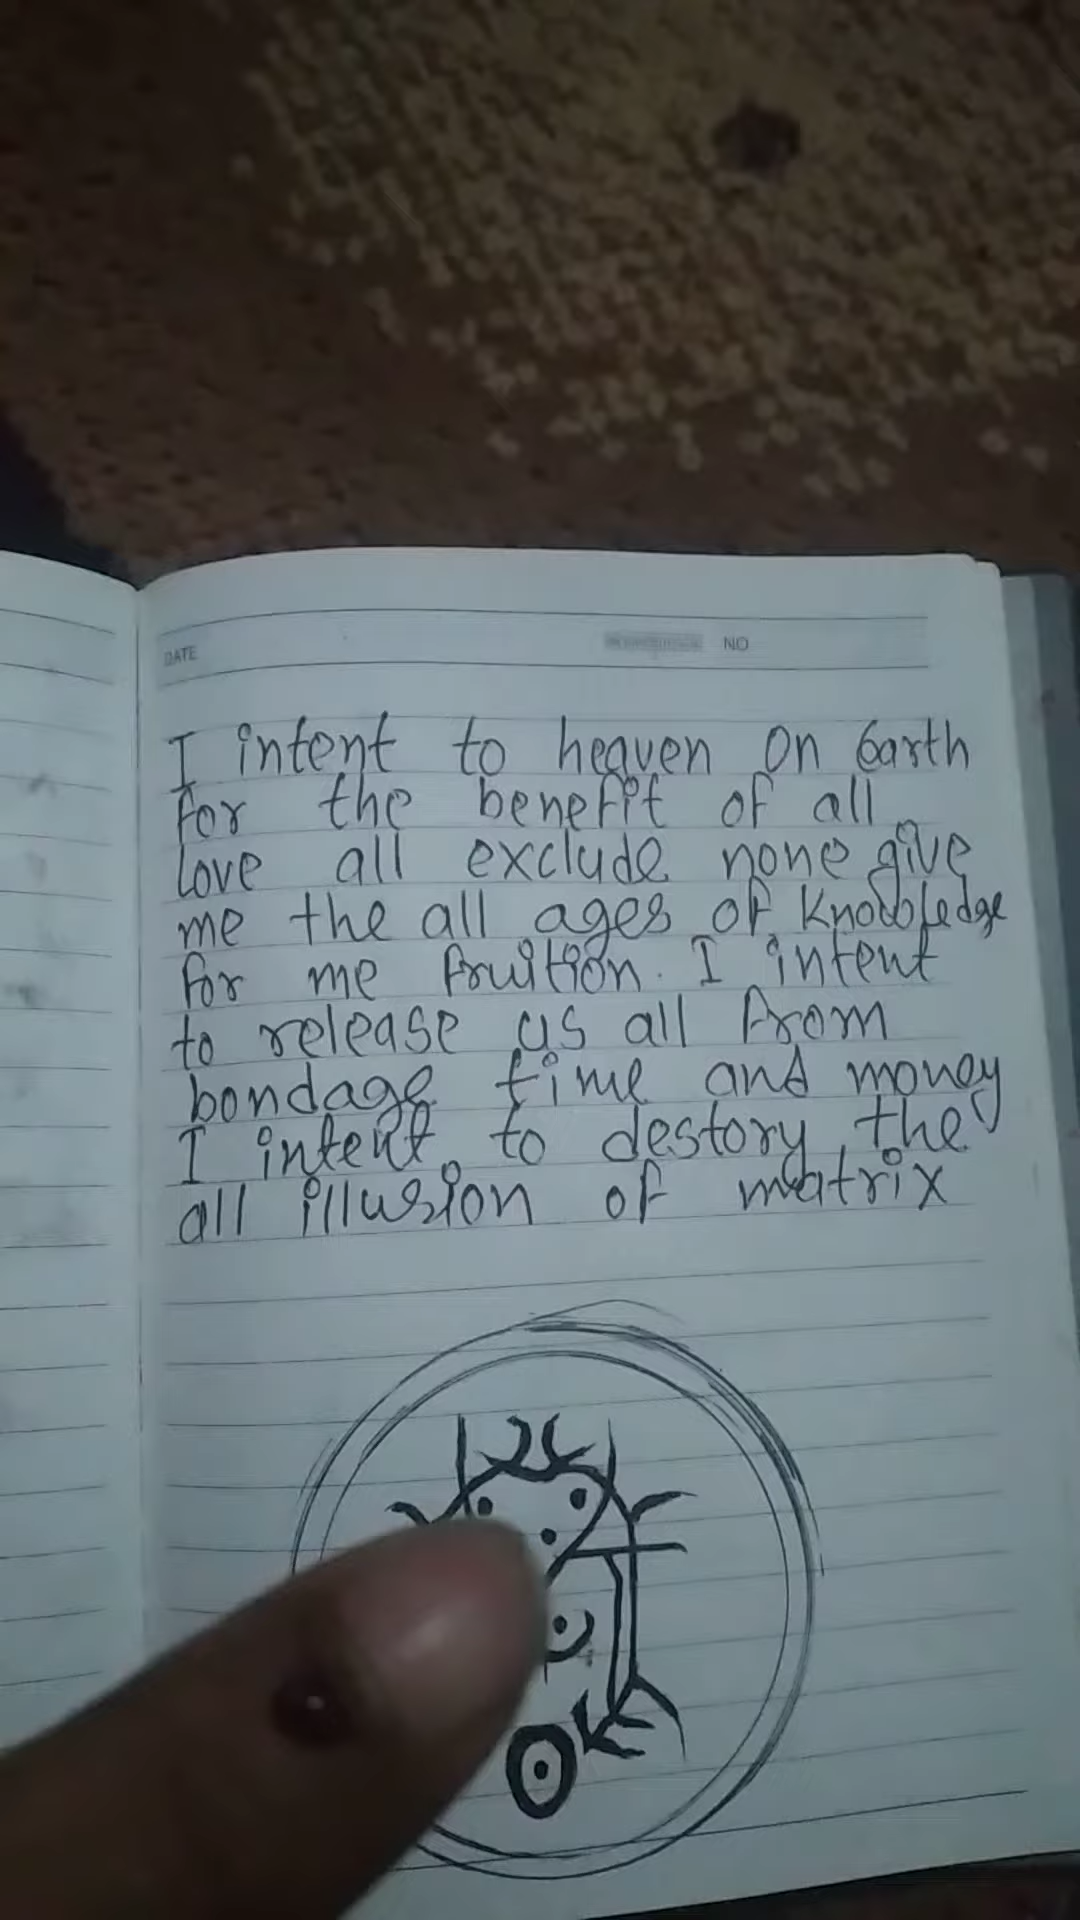 DATE
NO
I intent to heaven on Earth
for the benefit of all
love all exclude none give
me the all ages of knowledge
for me fruition. I intent
to release us all from
bondage time and money
I intent to destory the
all illusion of matrix